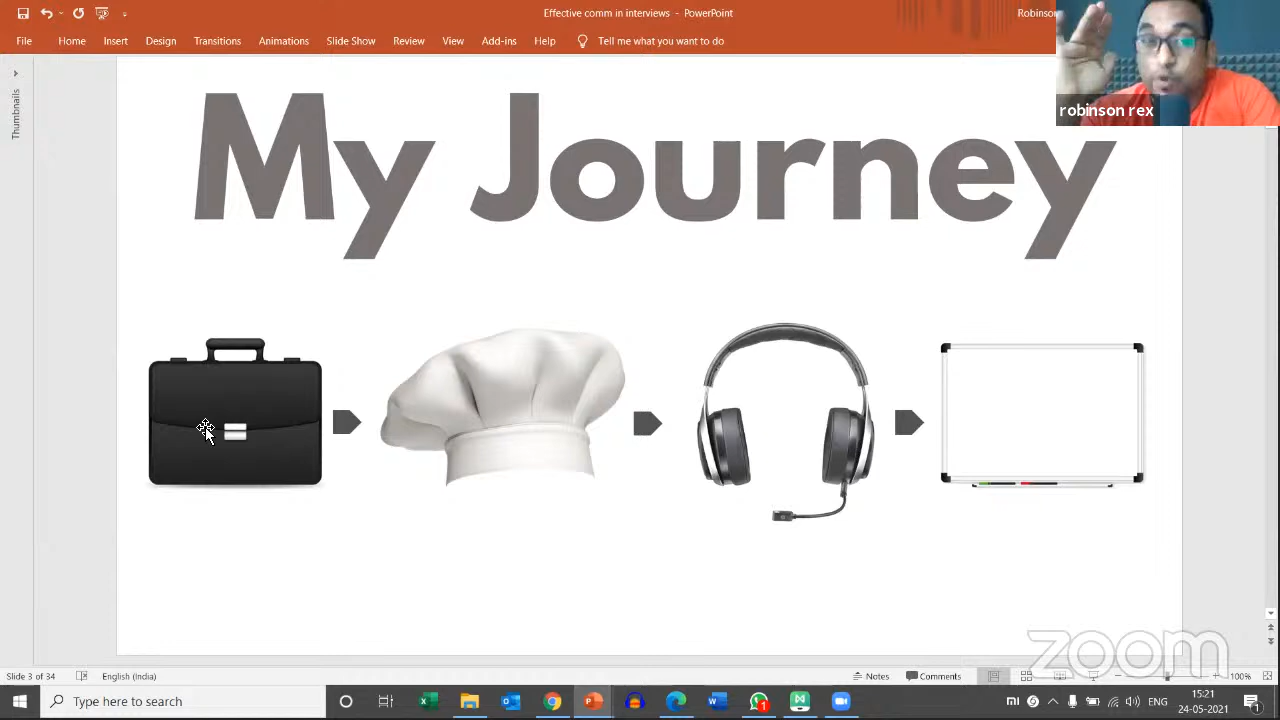 Effective comm in interviews - PowerPoint
Robinson
File Home Insert Design Transitions Animations Slide Show Review View Add-ins Help Tell me what you want to do
robinson rex
Thumbnails
My Journey
zoom
Slide 3 of 34 English (India) Notes Comments 100%
Type here to search
1
ENG
15:21
24-05-2021
1